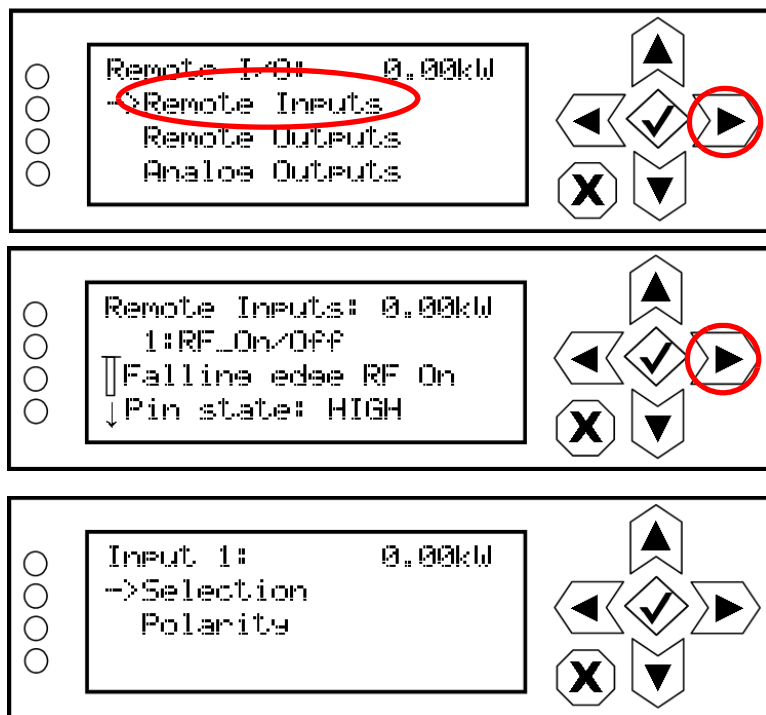 Remote I/O: 0.00kW
->Remote Inputs
Remote Outputs
Analog Outputs
X
Remote Inputs: 0.00kW
1:RF_On/Off
Falling edge RF On
↓Pin state: HIGH
X
Input 1: 0.00kW
->Selection
Polarity
X